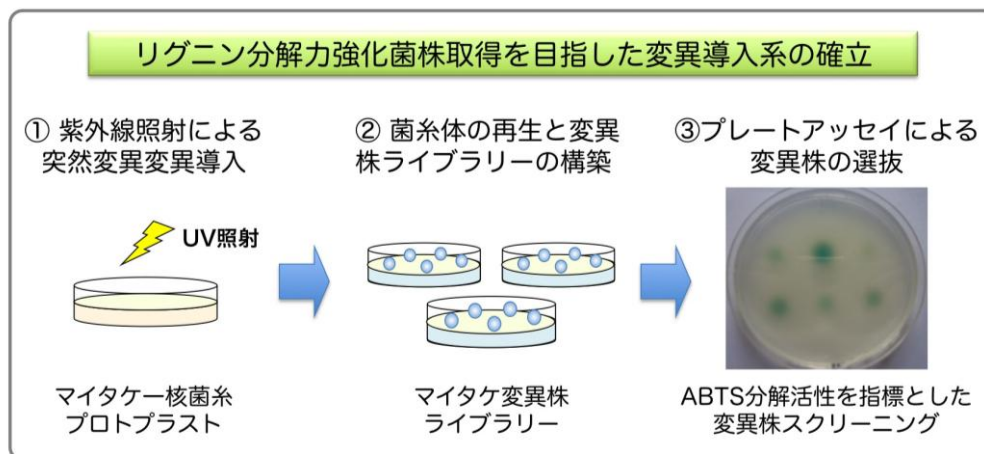 リグニン分解力強化菌株取得を目指した変異導入系の確立
① 紫外線照射による
突然変異変異導入
② 菌糸体の再生と変異
株ライブラリーの構築
③プレートアッセイによる
変異株の選抜
UV照射
マイタケ一核菌糸
プロトプラスト
マイタケ変異株
ライブラリー
ABTS分解活性を指標とした
変異株スクリーニング